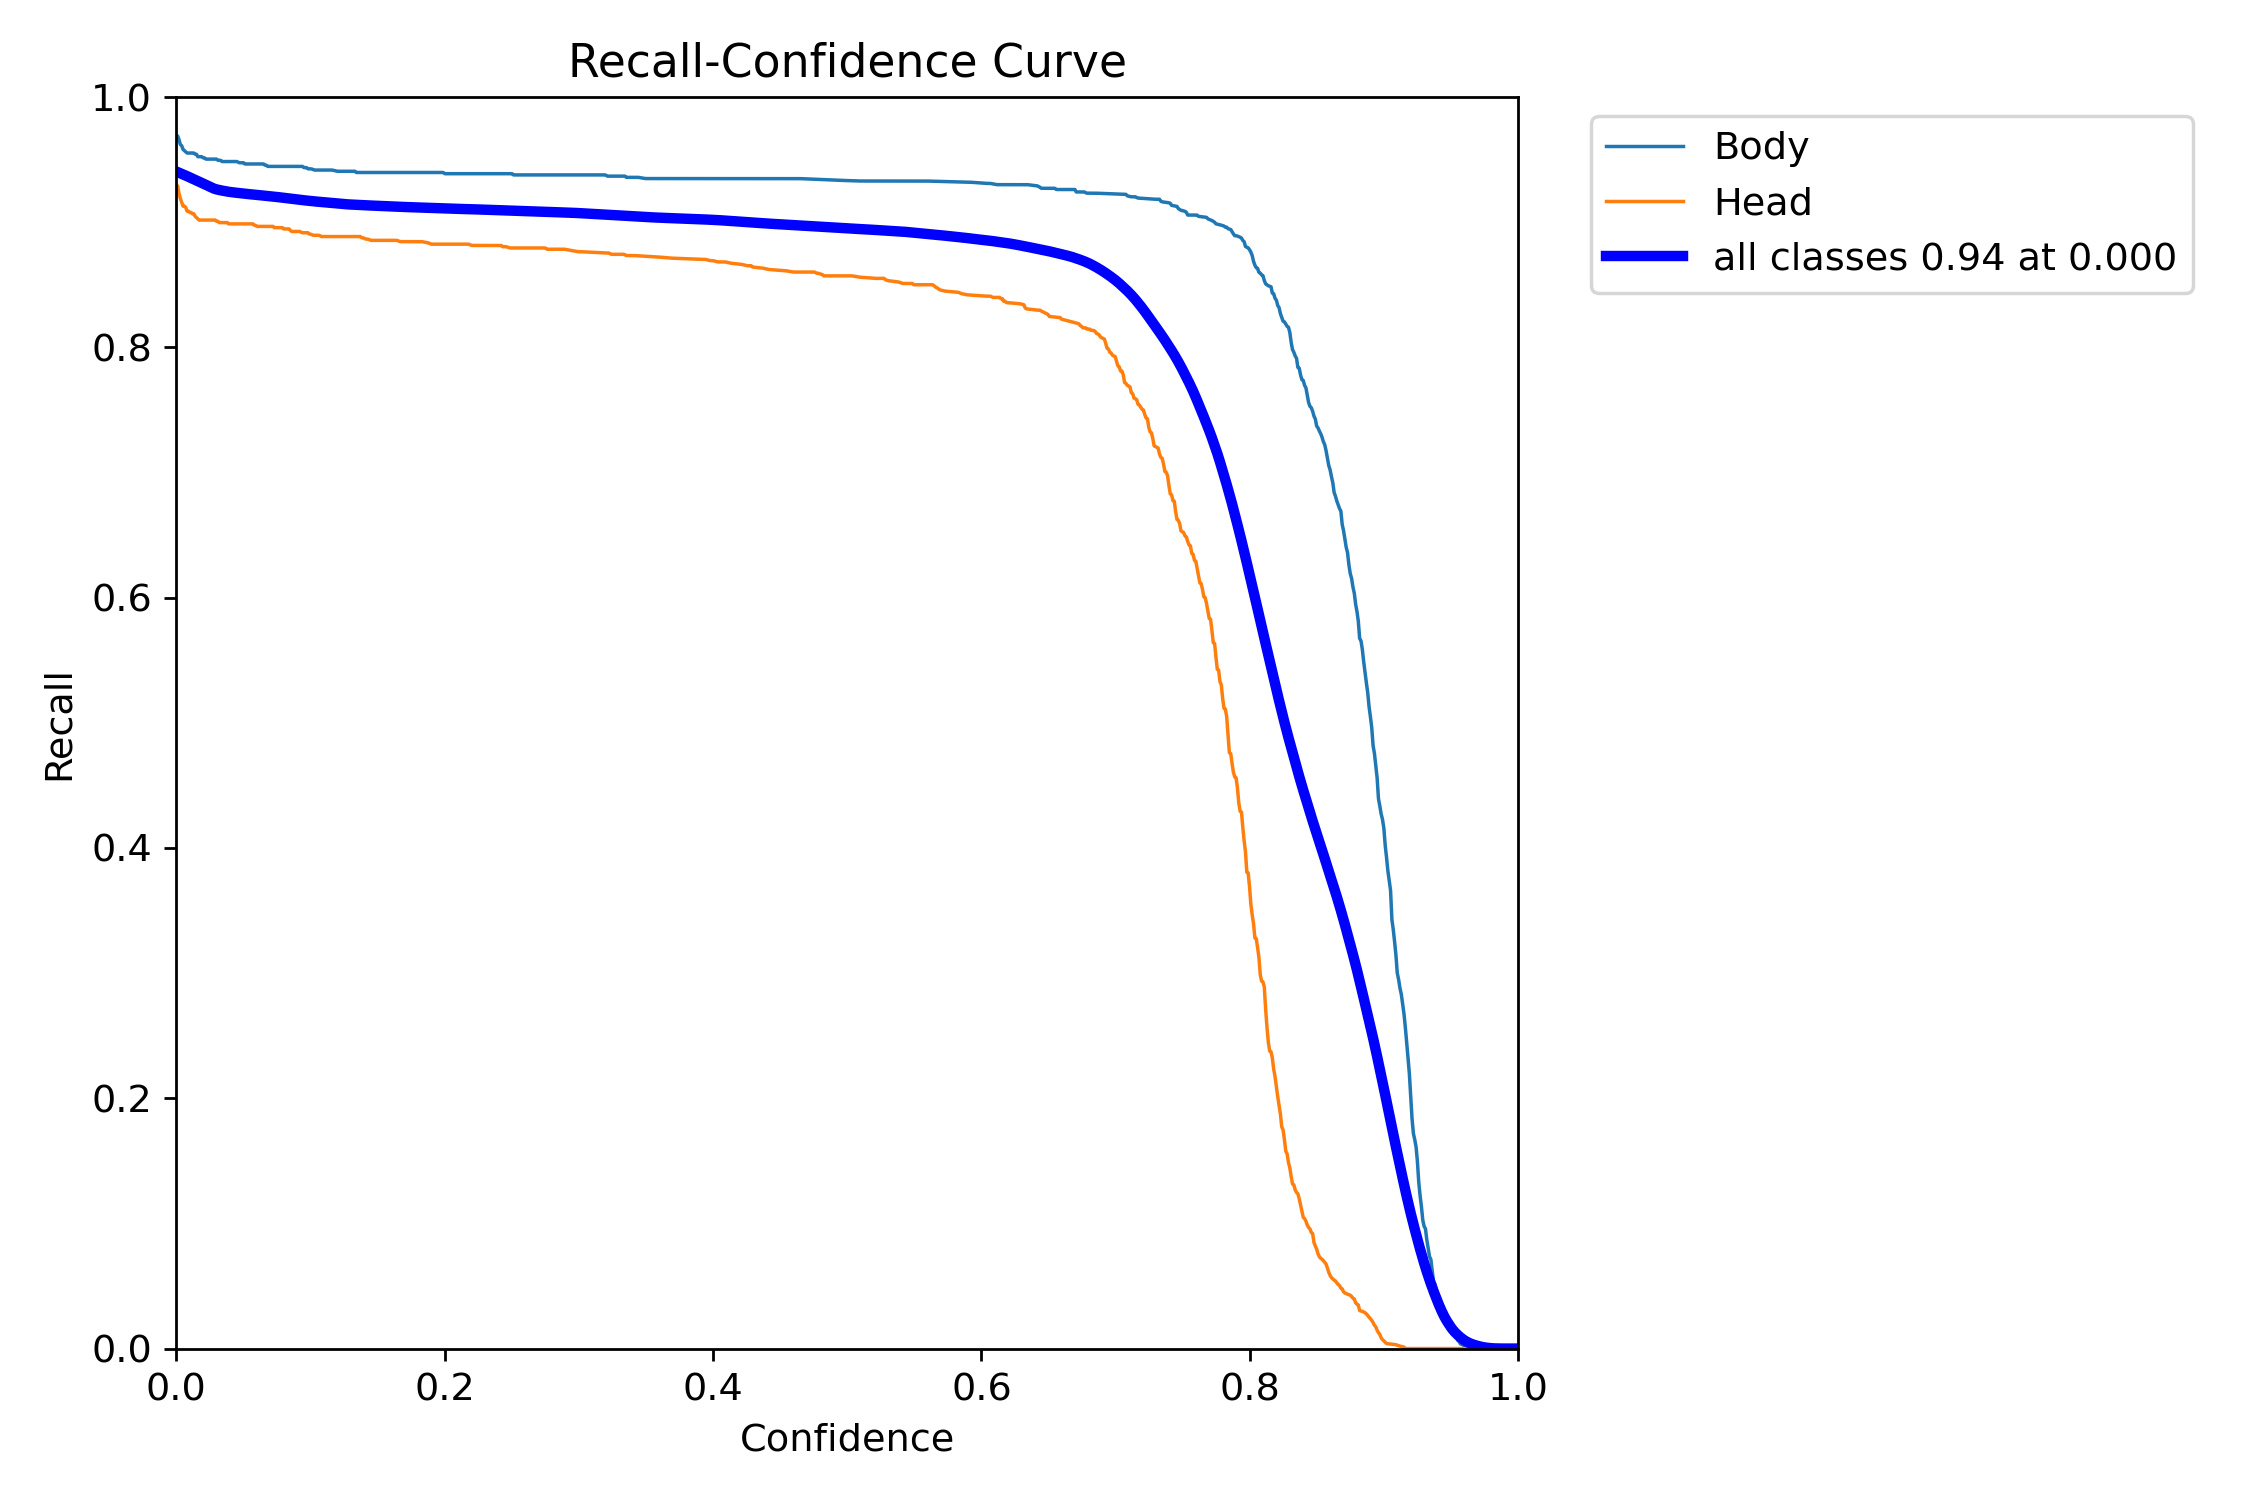 Recall-Confidence Curve
1.0
0.8
0.6
0.4
0.2
0.0
Recall
0.0 0.2 0.4 0.6 0.8 1.0
Confidence
Body
Head
all classes 0.94 at 0.000